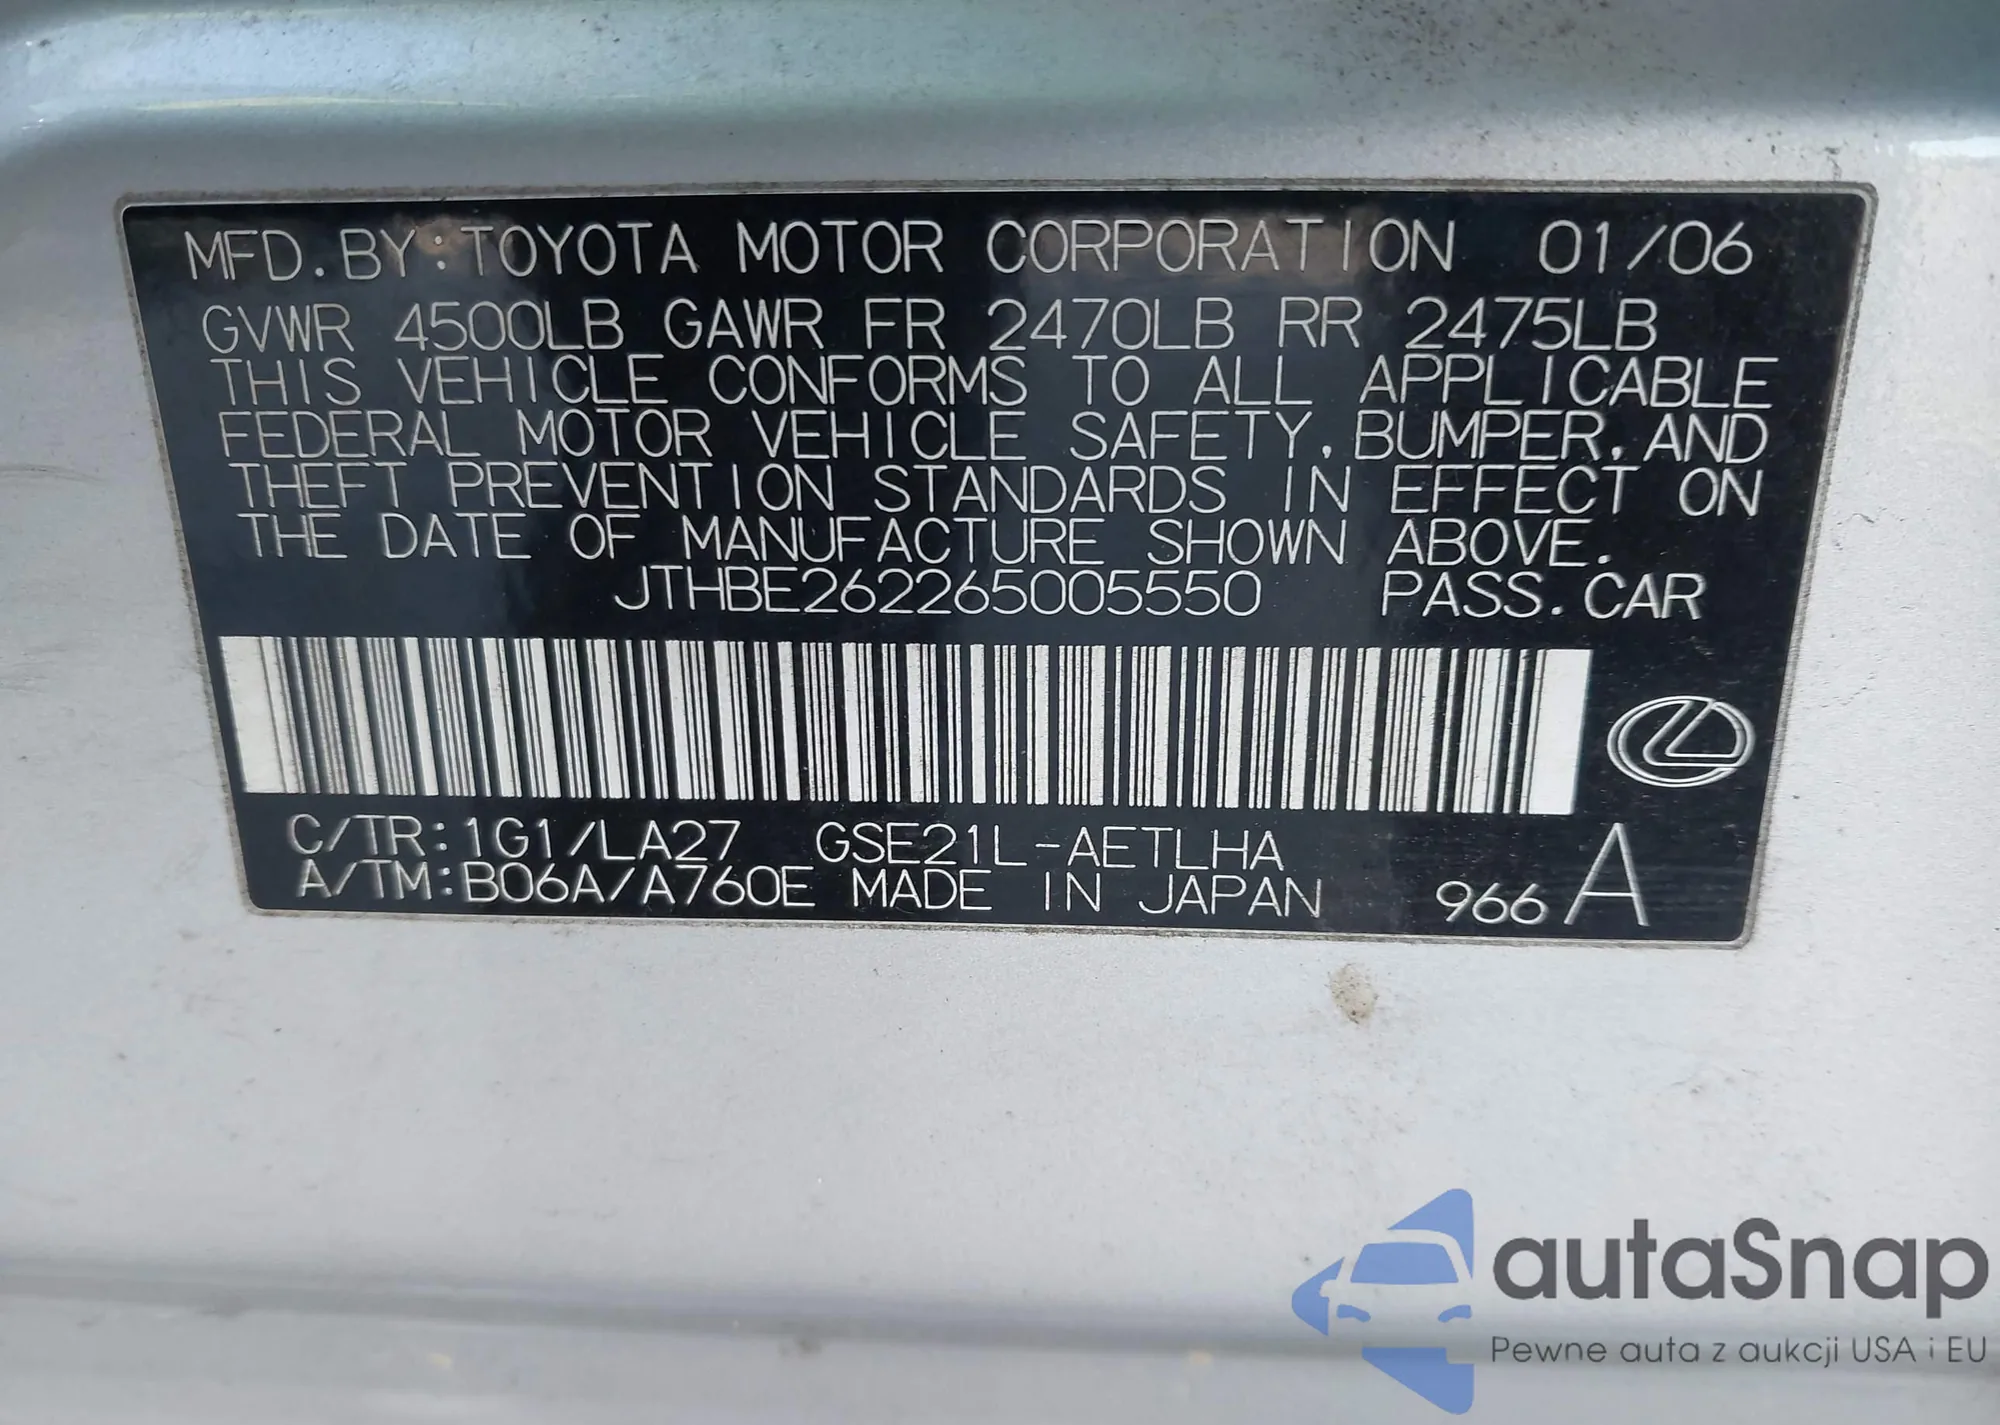 MFD. BY: TOYOTA MOTOR CORPORATION 01/06
GVWR 4500LB GAWR FR 2470LB RR 2475LB
THIS VEHICLE CONFORMS TO ALL APPLICABLE
FEDERAL MOTOR VEHICLE SAFETY, BUMPER, AND
THEFT PREVENTION STANDARDS IN EFFECT ON
THE DATE OF MANUFACTURE SHOWN ABOVE.
JTHBE262265005550 PASS. CAR
C/TR: 1G1/LA27 GSE21L-AETLHA
A/TM: B06A/A760E MADE IN JAPAN 966 A
autaSnap
Pewne auta z aukcji USA i EU